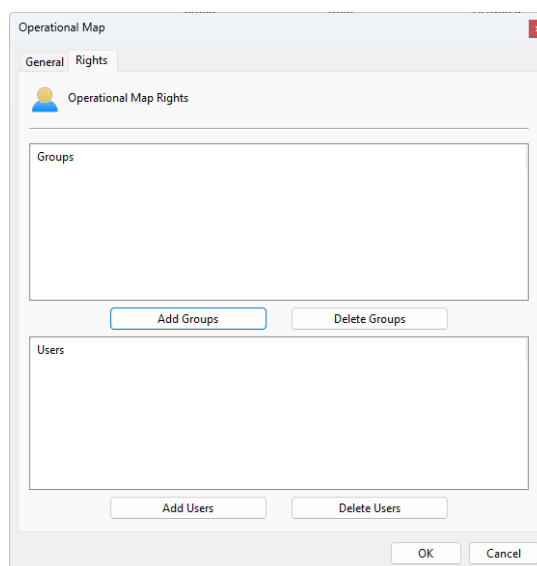 Operational Map
General Rights
Operational Map Rights
Groups
Add Groups Delete Groups
Users
Add Users Delete Users
OK Cancel